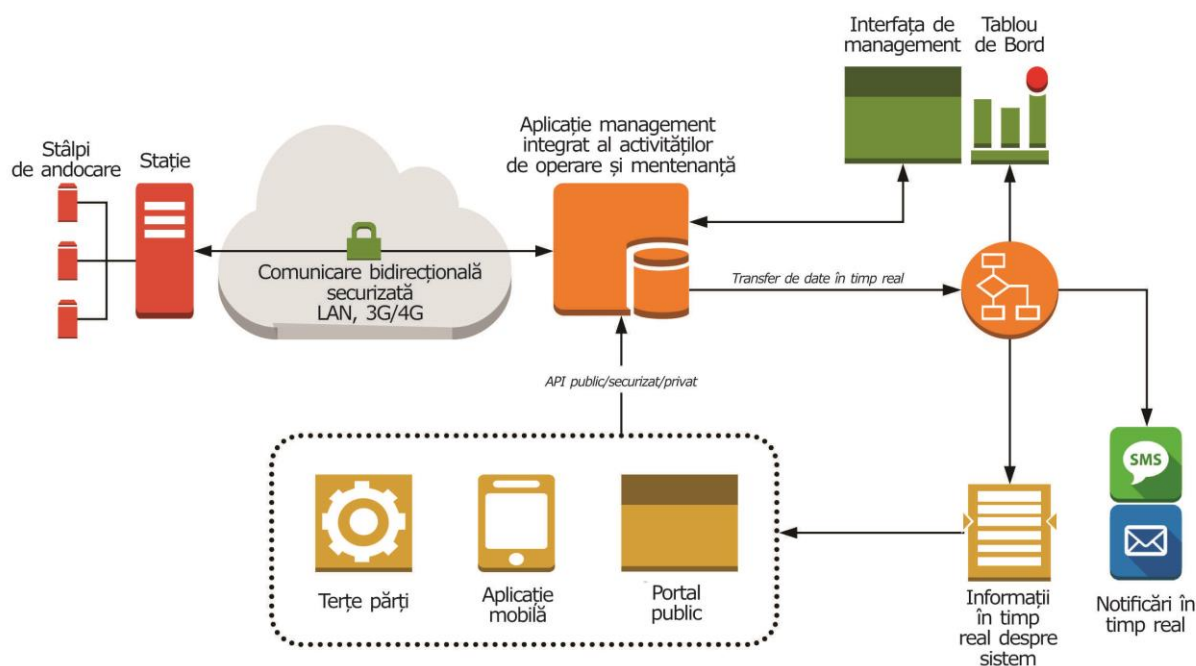 Interfața de
management
Tablou
de Bord
Aplicație management
integrat al activităților
de operare și mentenanță
Stâlpi
de andocare
Stație
Comunicare bidirecțională
securizată
LAN, 3G/4G
Transfer de date în timp real
API public/securizat/privat
SMS
Terțe părți
Aplicație
mobilă
Portal
public
Informații
în timp
real despre
sistem
Notificări în
timp real